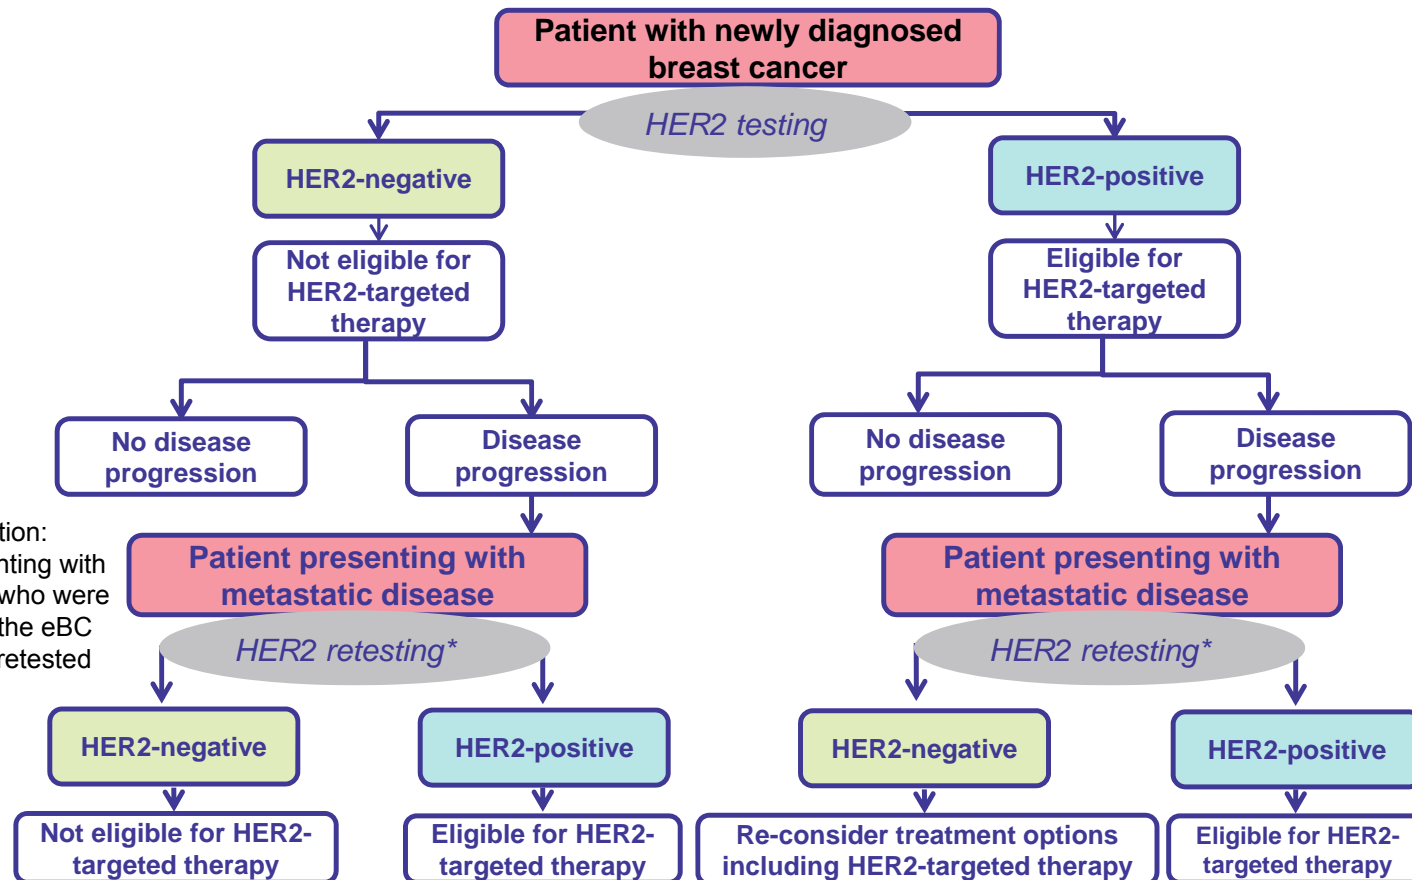 Patient with newly diagnosed
breast cancer
HER2 testing
HER2-negative
HER2-positive
Not eligible for
HER2-targeted
therapy
Eligible for
HER2-targeted
therapy
No disease
progression
Disease
progression
No disease
progression
Disease
progression
tion:
nting with
who were
the eBC
retested
Patient presenting with
metastatic disease
Patient presenting with
metastatic disease
HER2 retesting*
HER2 retesting*
HER2-negative
HER2-positive
HER2-negative
HER2-positive
Not eligible for HER2-
targeted therapy
Eligible for HER2-
targeted therapy
Re-consider treatment options
including HER2-targeted therapy
Eligible for HER2-
targeted therapy